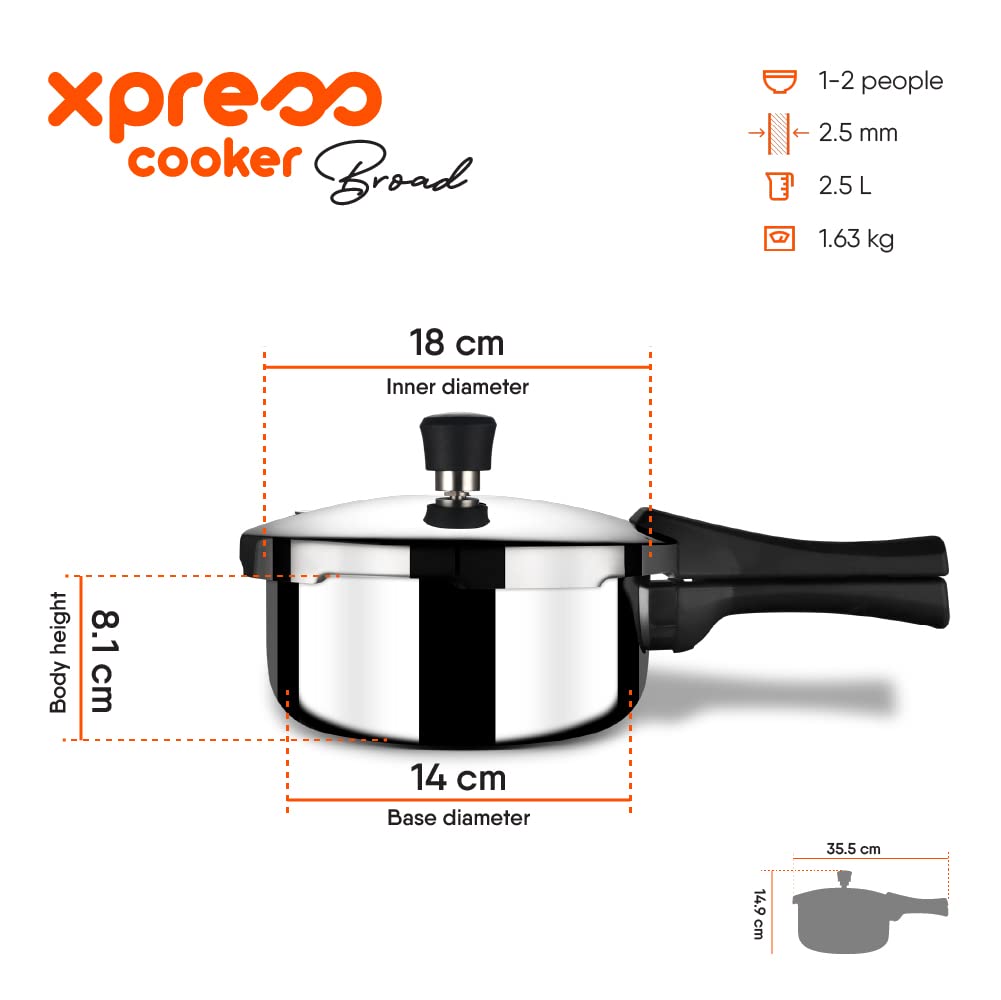 xpress
cooker Broad
1-2 people
2.5 mm
2.5 L
1.63 kg
18 cm
Inner diameter
Body height
8.1 cm
14 cm
Base diameter
35.5 cm
14.9 cm